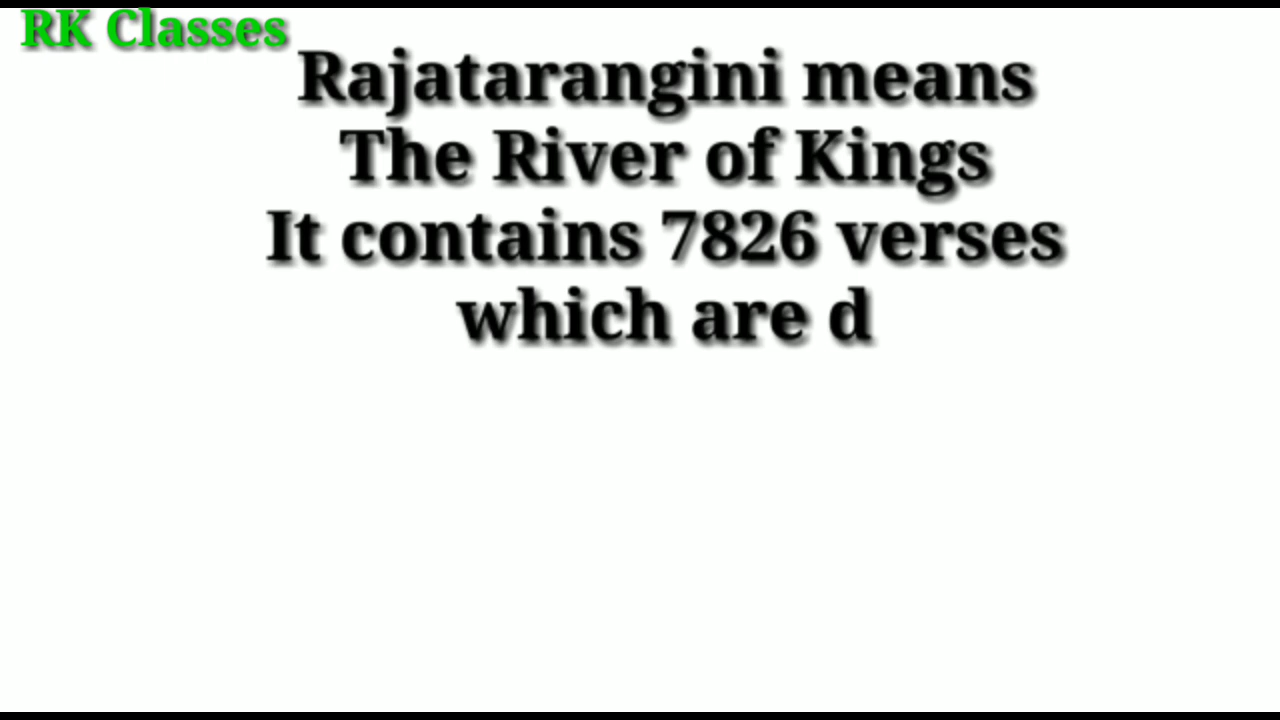 RK Classes
Rajatarangini means
The River of Kings
It contains 7826 verses
which are d